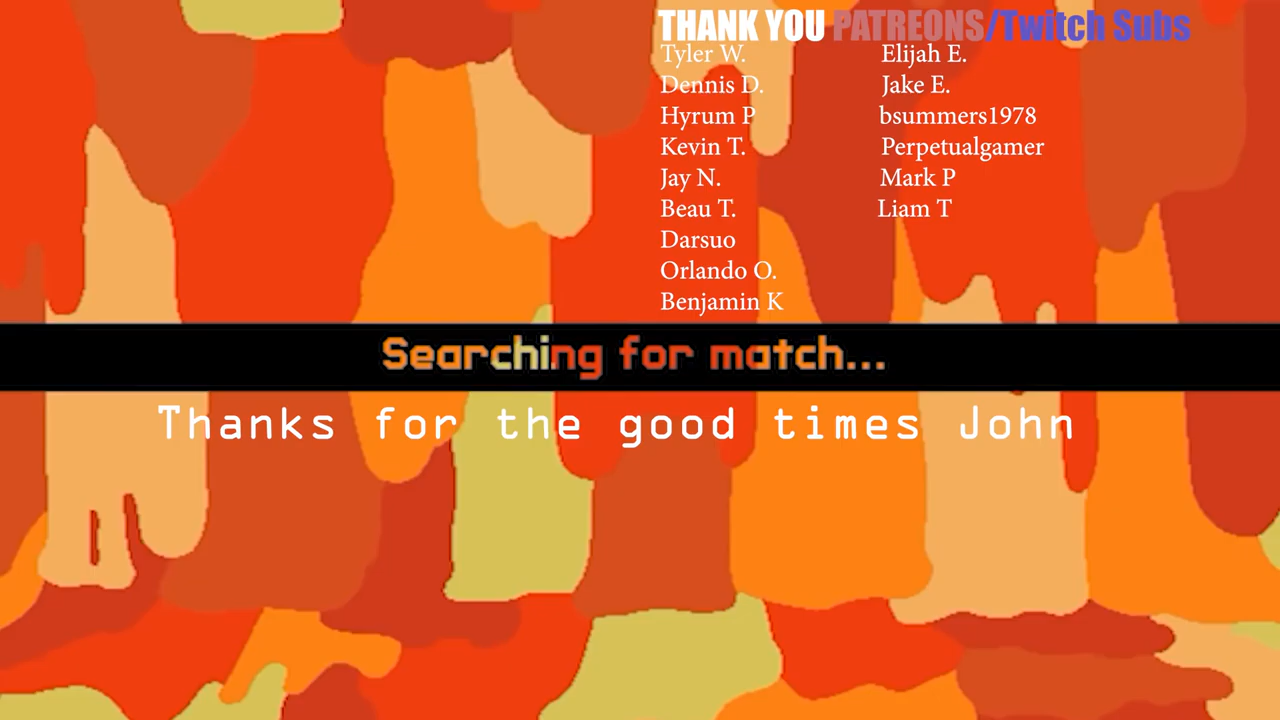 THANK YOU PATREONS/Twitch Subs
Tyler W.
Dennis D.
Hyrum P
Kevin T.
Jay N.
Beau T.
Darsuo
Orlando O.
Benjamin K
Elijah E.
Jake E.
bsummers1978
Perpetualgamer
Mark P
Liam T
Searching for match...
Thanks for the good times John